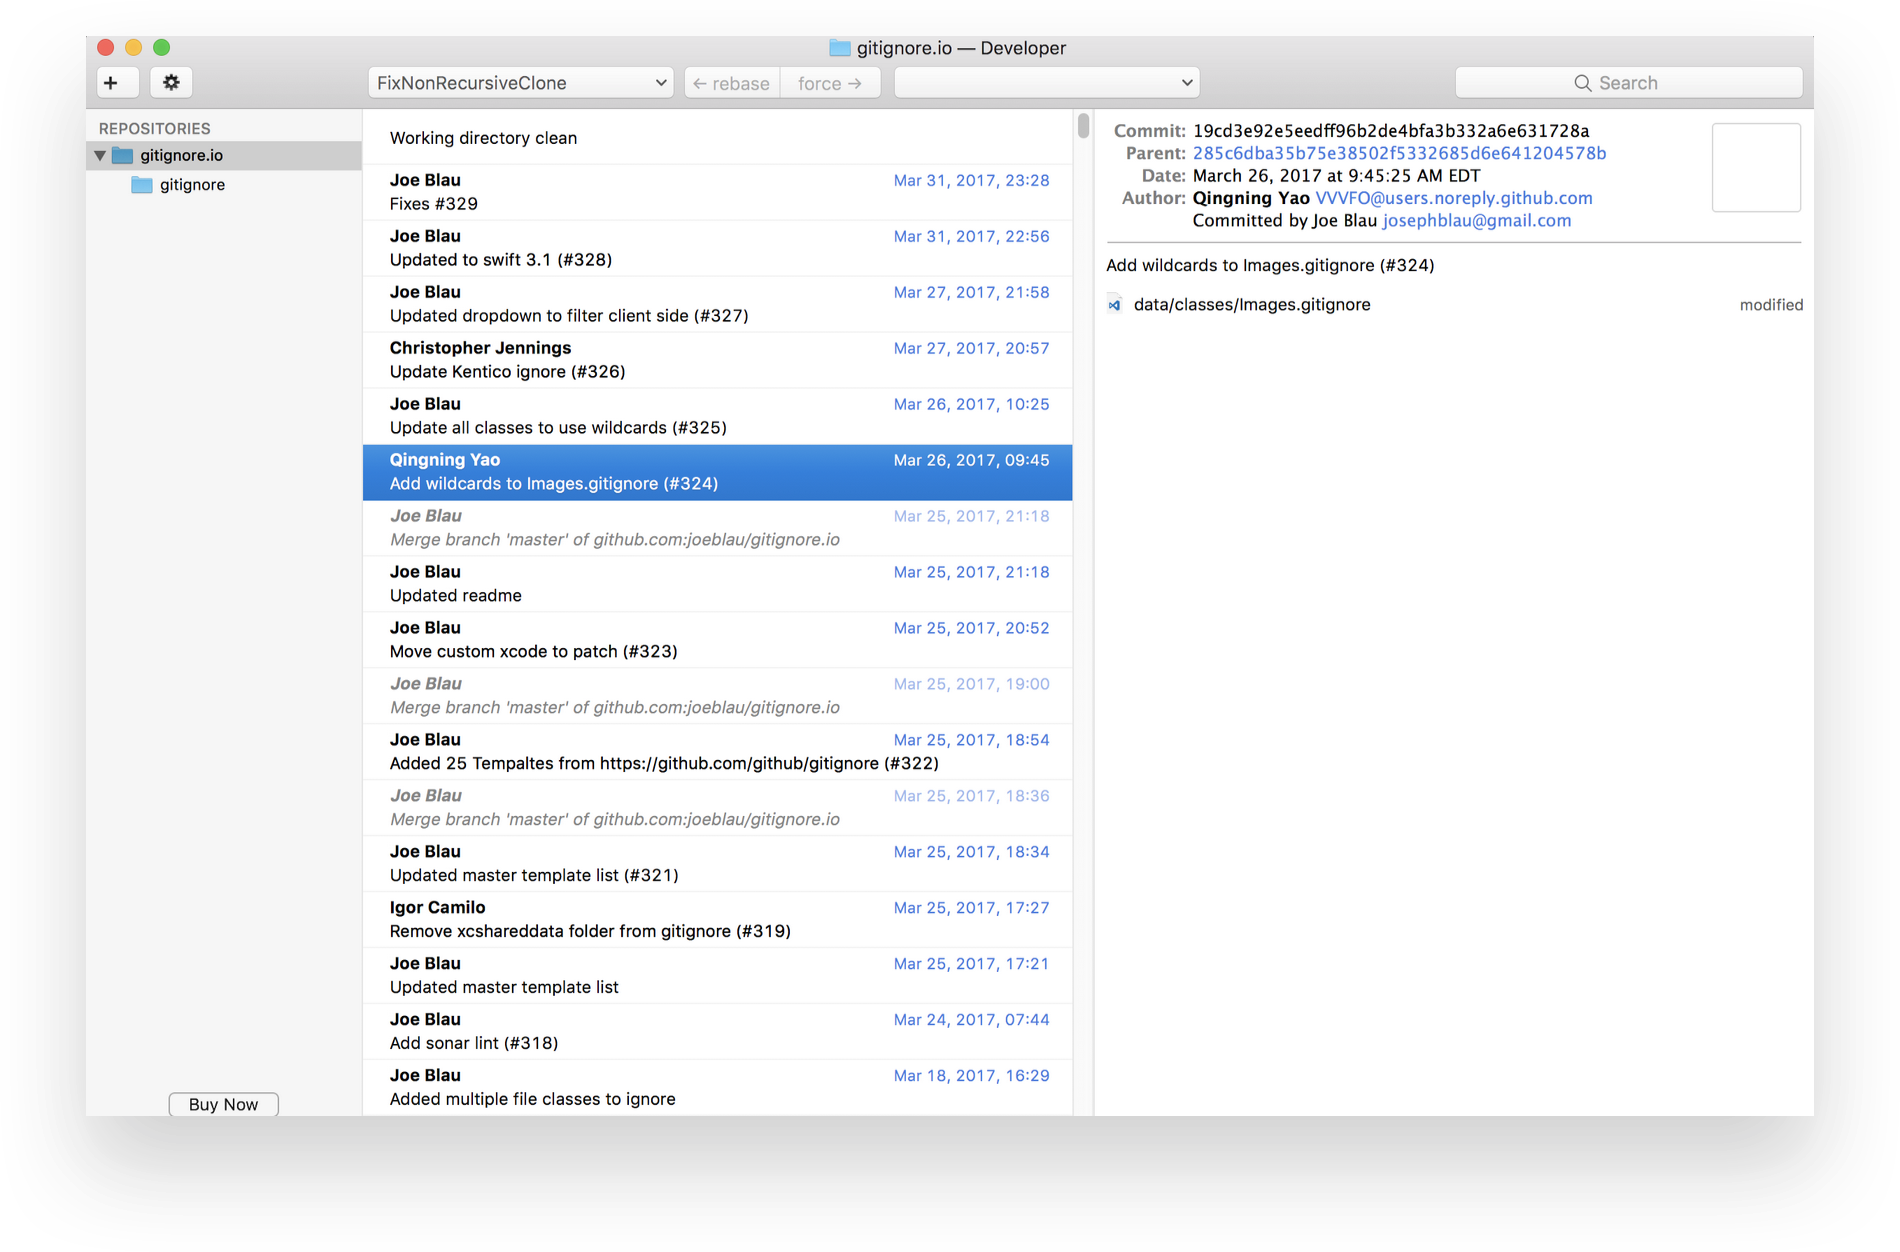 gitignore.io — Developer
+
FixNonRecursiveClone
← rebase
force →
Search
REPOSITORIES
gitignore.io
gitignore
Buy Now
Working directory clean
Joe Blau Mar 31, 2017, 23:28
Fixes #329
Joe Blau Mar 31, 2017, 22:56
Updated to swift 3.1 (#328)
Joe Blau Mar 27, 2017, 21:58
Updated dropdown to filter client side (#327)
Christopher Jennings Mar 27, 2017, 20:57
Update Kentico ignore (#326)
Joe Blau Mar 26, 2017, 10:25
Update all classes to use wildcards (#325)
Qingning Yao Mar 26, 2017, 09:45
Add wildcards to Images.gitignore (#324)
Joe Blau Mar 25, 2017, 21:18
Merge branch 'master' of github.com:joeblau/gitignore.io
Joe Blau Mar 25, 2017, 21:18
Updated readme
Joe Blau Mar 25, 2017, 20:52
Move custom xcode to patch (#323)
Joe Blau Mar 25, 2017, 19:00
Merge branch 'master' of github.com:joeblau/gitignore.io
Joe Blau Mar 25, 2017, 18:54
Added 25 Tempaltes from https://github.com/github/gitignore (#322)
Joe Blau Mar 25, 2017, 18:36
Merge branch 'master' of github.com:joeblau/gitignore.io
Joe Blau Mar 25, 2017, 18:34
Updated master template list (#321)
Igor Camilo Mar 25, 2017, 17:27
Remove xcshareddata folder from gitignore (#319)
Joe Blau Mar 25, 2017, 17:21
Updated master template list
Joe Blau Mar 24, 2017, 07:44
Add sonar lint (#318)
Joe Blau Mar 18, 2017, 16:29
Added multiple file classes to ignore
Commit: 19cd3e92e5eedff96b2de4bfa3b332a6e631728a
Parent: 285c6dba35b75e38502f5332685d6e641204578b
Date: March 26, 2017 at 9:45:25 AM EDT
Author: Qingning Yao VVVFO@users.noreply.github.com
Committed by Joe Blau josephblau@gmail.com
Add wildcards to Images.gitignore (#324)
data/classes/Images.gitignore modified